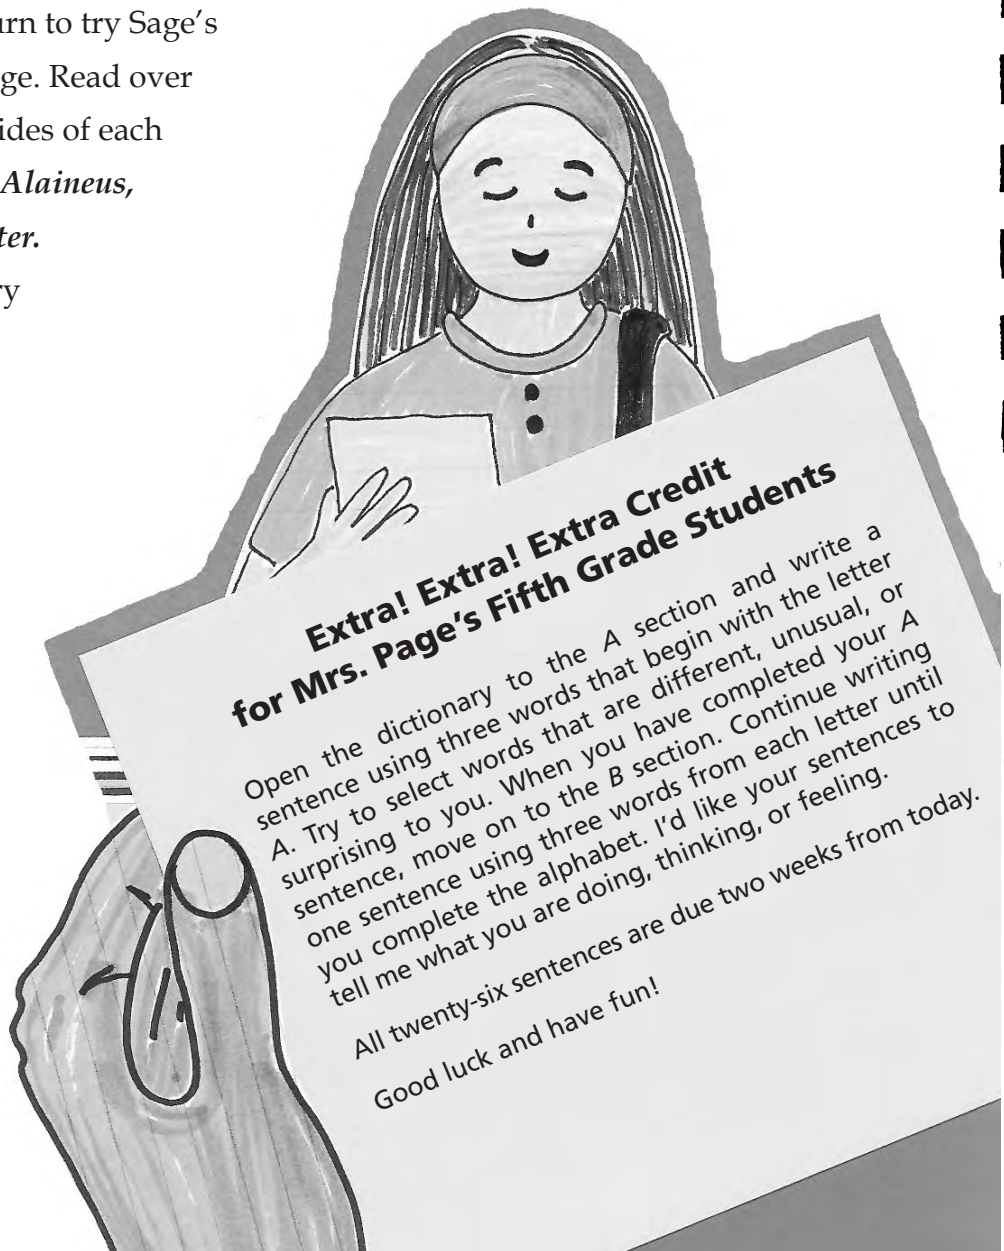 urn to try Sage’s
ge. Read over
ides of each
Alaineus,
ter.
ry
Extra! Extra! Extra Credit
for Mrs. Page’s Fifth Grade Students
Open the dictionary to the A section and write a
sentence using three words that begin with the letter
A. Try to select words that are different, unusual, or
surprising to you. When you have completed your A
sentence, move on to the B section. Continue writing
one sentence using three words from each letter until
you complete the alphabet. I’d like your sentences to
tell me what you are doing, thinking, or feeling.
All twenty-six sentences are due two weeks from today.
Good luck and have fun!